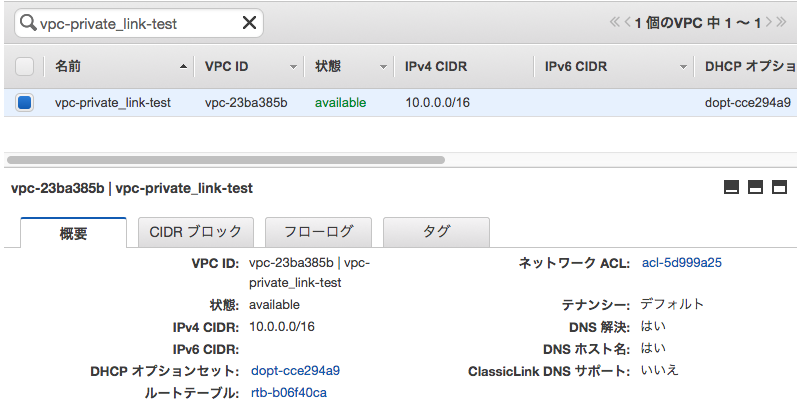 vpc-private_link-test
1 個のVPC 中 1 ～ 1
名前 VPC ID 状態 IPv4 CIDR IPv6 CIDR DHCP オプショ
vpc-private_link-test vpc-23ba385b available 10.0.0.0/16 dopt-cce294a9
vpc-23ba385b | vpc-private_link-test
概要 CIDR ブロック フローログ タグ
VPC ID: vpc-23ba385b | vpc-
private_link-test
ネットワーク ACL: acl-5d999a25
状態: available テナンシー: デフォルト
IPv4 CIDR: 10.0.0.0/16 DNS 解決: はい
IPv6 CIDR: DNS ホスト名: はい
DHCP オプションセット: dopt-cce294a9 ClassicLink DNS サポート: いいえ
ルートテーブル: rtb-b06f40ca